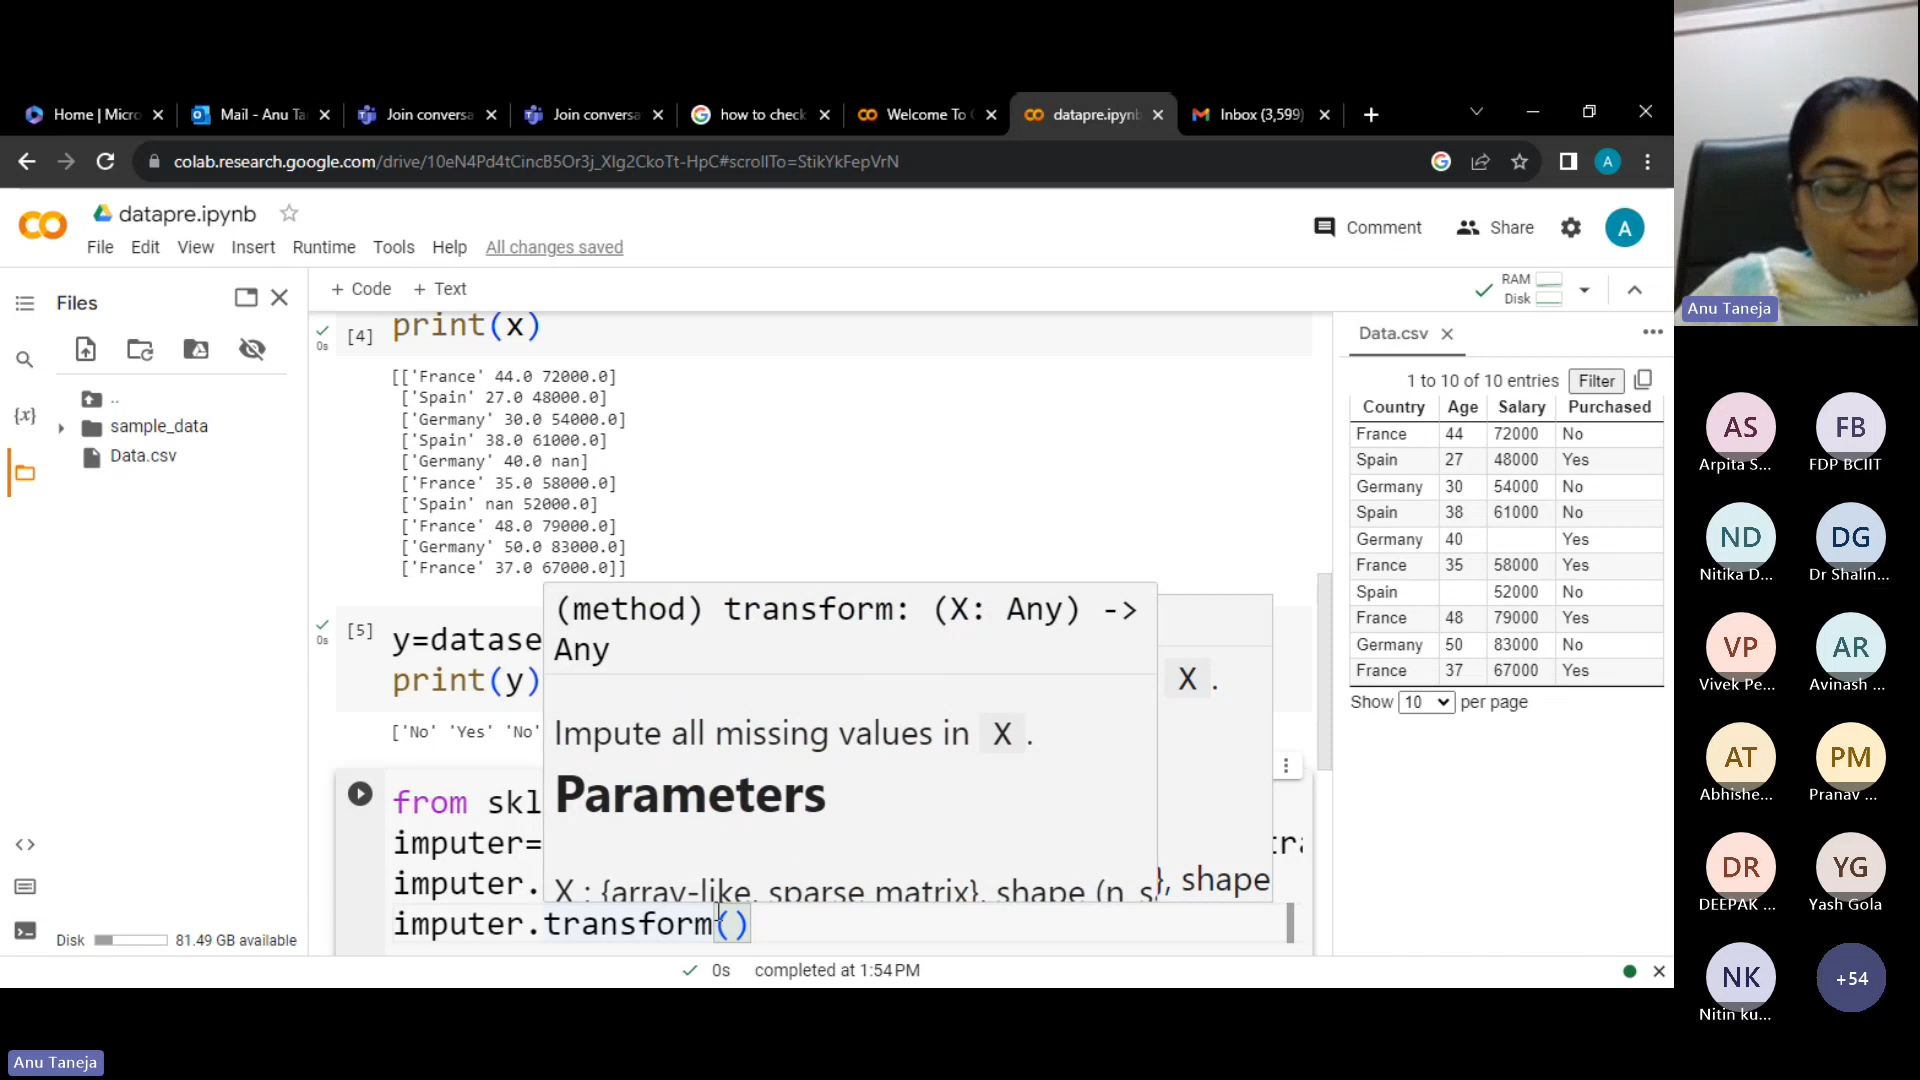 Home | Micro
Mail - Anu Ta
Join conversa
Join conversa
how to check
Welcome To C
datapre.ipynb
Inbox (3,599)
colab.research.google.com/drive/10eN4Pd4tCincB5Or3j_XIg2CkoTt-HpC#scrollTo=StikYkFepVrN
A
datapre.ipynb
Comment
Share
A
File Edit View Insert Runtime Tools Help All changes saved
Files
+ Code + Text
RAM
Disk
..
sample_data
Data.csv
{x}
Disk
81.49 GB available
[4]
0s
print(x)
[['France' 44.0 72000.0]
['Spain' 27.0 48000.0]
['Germany' 30.0 54000.0]
['Spain' 38.0 61000.0]
['Germany' 40.0 nan]
['France' 35.0 58000.0]
['Spain' nan 52000.0]
['France' 48.0 79000.0]
['Germany' 50.0 83000.0]
['France' 37.0 67000.0]]
[5]
0s
y=datase
print(y)
['No' 'Yes' 'No'
(method) transform: (X: Any) ->
Any
Impute all missing values in X .
Parameters
X : {array-like, sparse matrix}, shape (n_s
X .
}, shape
from skl
imputer=
imputer.
imputer.transform()
0s completed at 1:54 PM
Data.csv
1 to 10 of 10 entries Filter
Country Age Salary Purchased
France 44 72000 No
Spain 27 48000 Yes
Germany 30 54000 No
Spain 38 61000 No
Germany 40 Yes
France 35 58000 Yes
Spain 52000 No
France 48 79000 Yes
Germany 50 83000 No
France 37 67000 Yes
Show 10 per page
Anu Taneja
AS
Arpita S...
FB
FDP BCIIT
ND
Nitika D...
DG
Dr Shalin...
VP
Vivek Pe...
AR
Avinash ...
AT
Abhishe...
PM
Pranav ...
DR
DEEPAK ...
YG
Yash Gola
NK
Nitin ku...
+54
Anu Taneja